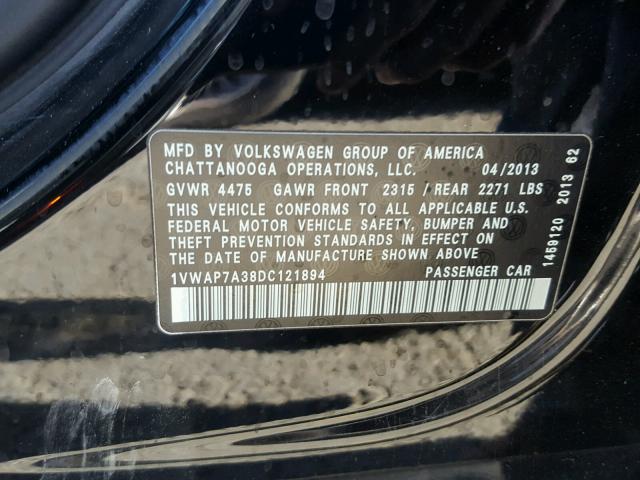 MFD BY VOLKSWAGEN GROUP OF AMERICA
CHATTANOOGA OPERATIONS, LLC. 04/2013
GVWR 4475 GAWR FRONT 2315 / REAR 2271 LBS
THIS VEHICLE CONFORMS TO ALL APPLICABLE U.S.
FEDERAL MOTOR VEHICLE SAFETY, BUMPER AND
THEFT PREVENTION STANDARDS IN EFFECT ON
THE DATE OF MANUFACTURE SHOWN ABOVE.
1VWAP7A38DC121894 PASSENGER CAR
1459120 2013 62